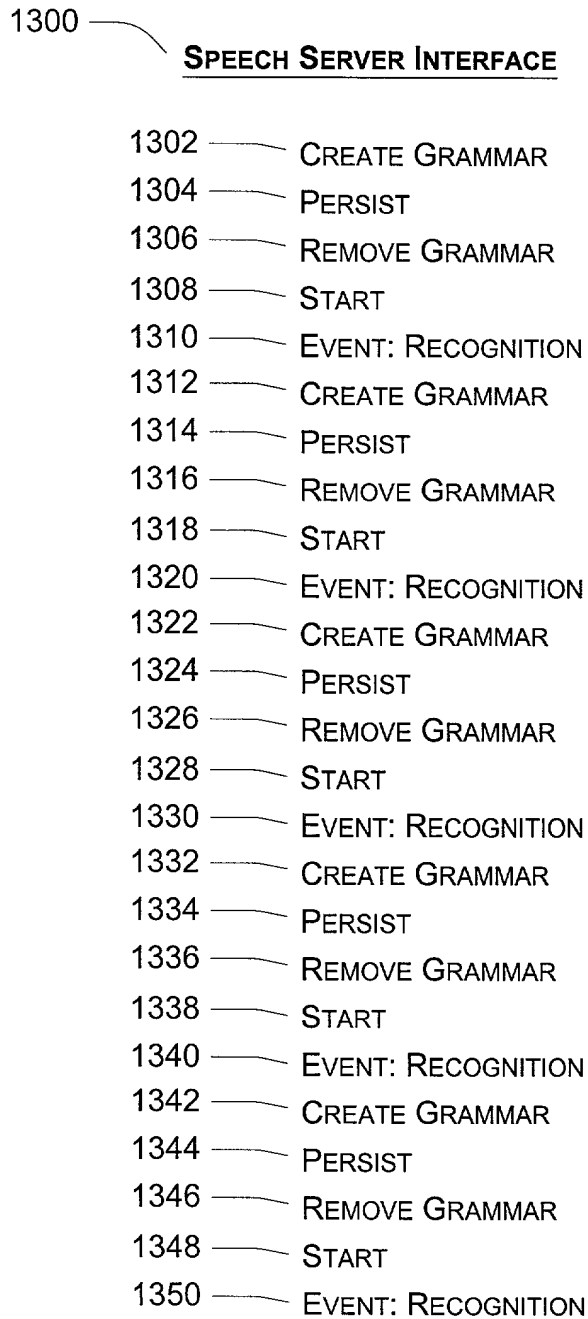 1300
SPEECH SERVER INTERFACE
1302 CREATE GRAMMAR
1304 PERSIST
1306 REMOVE GRAMMAR
1308 START
1310 EVENT: RECOGNITION
1312 CREATE GRAMMAR
1314 PERSIST
1316 REMOVE GRAMMAR
1318 START
1320 EVENT: RECOGNITION
1322 CREATE GRAMMAR
1324 PERSIST
1326 REMOVE GRAMMAR
1328 START
1330 EVENT: RECOGNITION
1332 CREATE GRAMMAR
1334 PERSIST
1336 REMOVE GRAMMAR
1338 START
1340 EVENT: RECOGNITION
1342 CREATE GRAMMAR
1344 PERSIST
1346 REMOVE GRAMMAR
1348 START
1350 EVENT: RECOGNITION